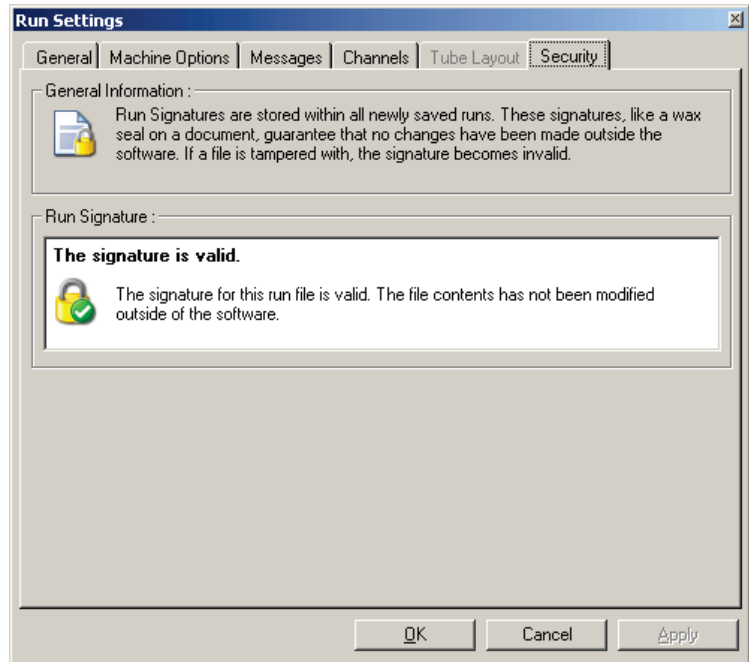 Run Settings
General Machine Options Messages Channels Tube Layout Security
General Information :
Run Signatures are stored within all newly saved runs. These signatures, like a wax
seal on a document, guarantee that no changes have been made outside the
software. If a file is tampered with, the signature becomes invalid.
Run Signature :
The signature is valid.
The signature for this run file is valid. The file contents has not been modified
outside of the software.
OK Cancel Apply